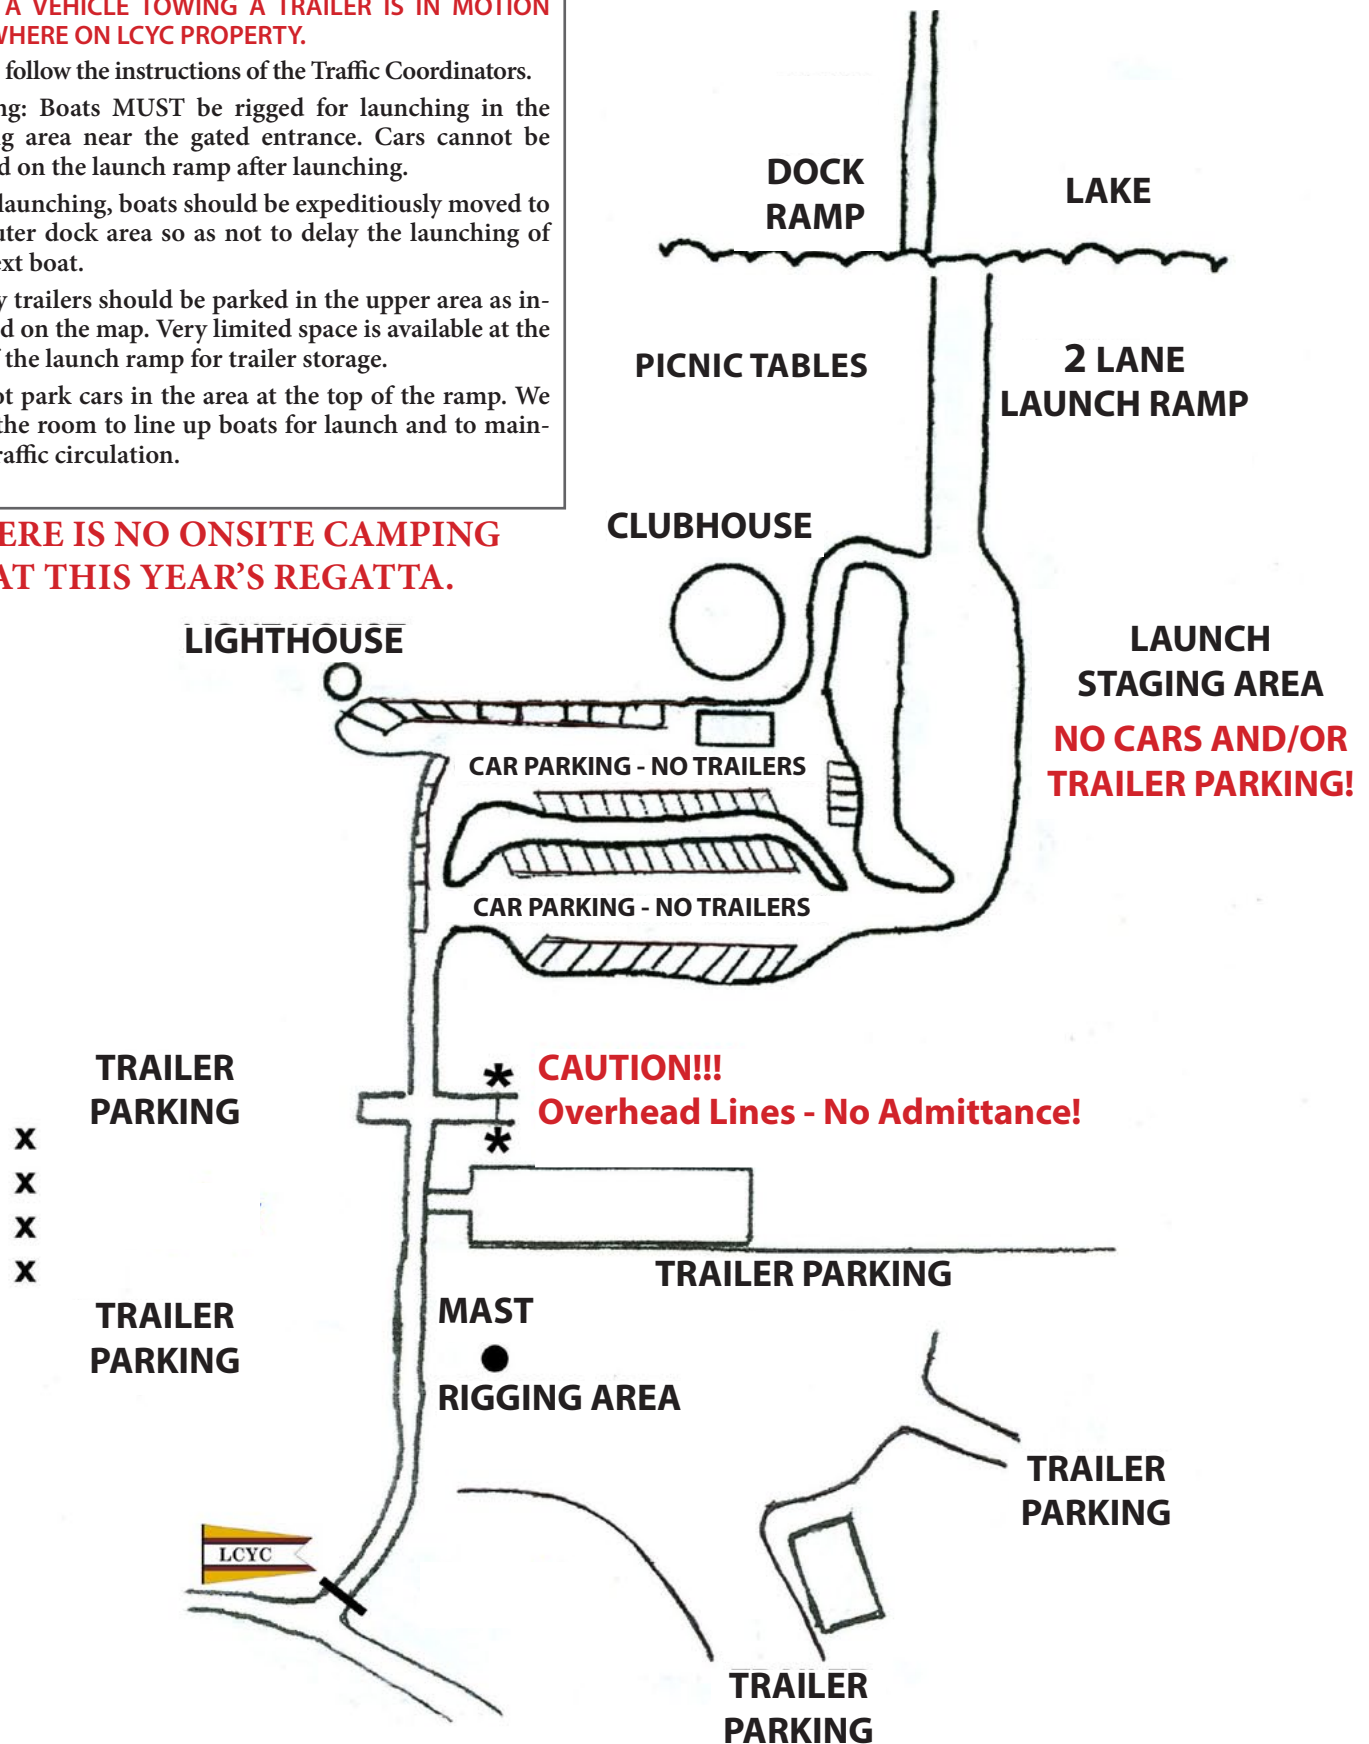 A VEHICLE TOWING A TRAILER IS IN MOTION
WHERE ON LCYC PROPERTY.
follow the instructions of the Traffic Coordinators.
ng: Boats MUST be rigged for launching in the
g area near the gated entrance. Cars cannot be
d on the launch ramp after launching.
launching, boats should be expeditiously moved to
uter dock area so as not to delay the launching of
ext boat.
y trailers should be parked in the upper area as in-
d on the map. Very limited space is available at the
f the launch ramp for trailer storage.
ot park cars in the area at the top of the ramp. We
the room to line up boats for launch and to main-
raffic circulation.
ERE IS NO ONSITE CAMPING
AT THIS YEAR'S REGATTA.
DOCK
RAMP
LAKE
PICNIC TABLES
2 LANE
LAUNCH RAMP
CLUBHOUSE
LIGHTHOUSE
LAUNCH
STAGING AREA
NO CARS AND/OR
TRAILER PARKING!
CAR PARKING - NO TRAILERS
CAR PARKING - NO TRAILERS
TRAILER
PARKING
* CAUTION!!!
Overhead Lines - No Admittance!
*
x
x
x
x
TRAILER PARKING
TRAILER
PARKING
MAST
RIGGING AREA
TRAILER
PARKING
LCYC
TRAILER
PARKING